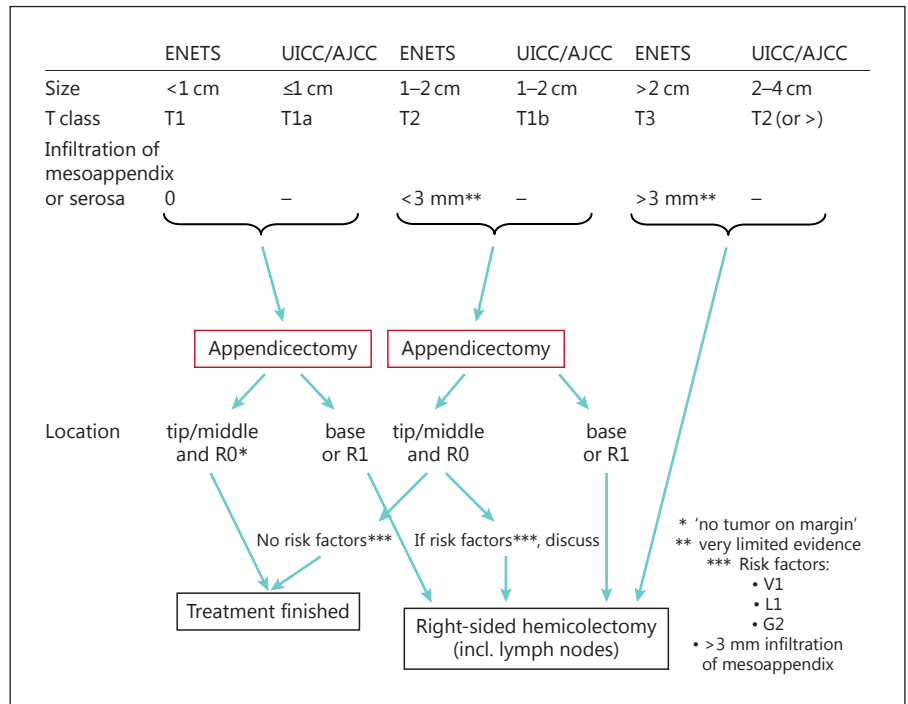 ENETS UICC/AJCC ENETS UICC/AJCC ENETS UICC/AJCC
Size <1 cm ≤1 cm 1–2 cm 1–2 cm >2 cm 2–4 cm
T class T1 T1a T2 T1b T3 T2 (or >)
Infiltration of
mesoappendix
or serosa 0 – <3 mm** – >3 mm** –
Appendicectomy Appendicectomy
Location tip/middle base tip/middle base
and R0* or R1 and R0 or R1
No risk factors*** If risk factors***, discuss
Treatment finished
Right-sided hemicolectomy
(incl. lymph nodes)
* 'no tumor on margin'
** very limited evidence
*** Risk factors:
• V1
• L1
• G2
• >3 mm infiltration
of mesoappendix